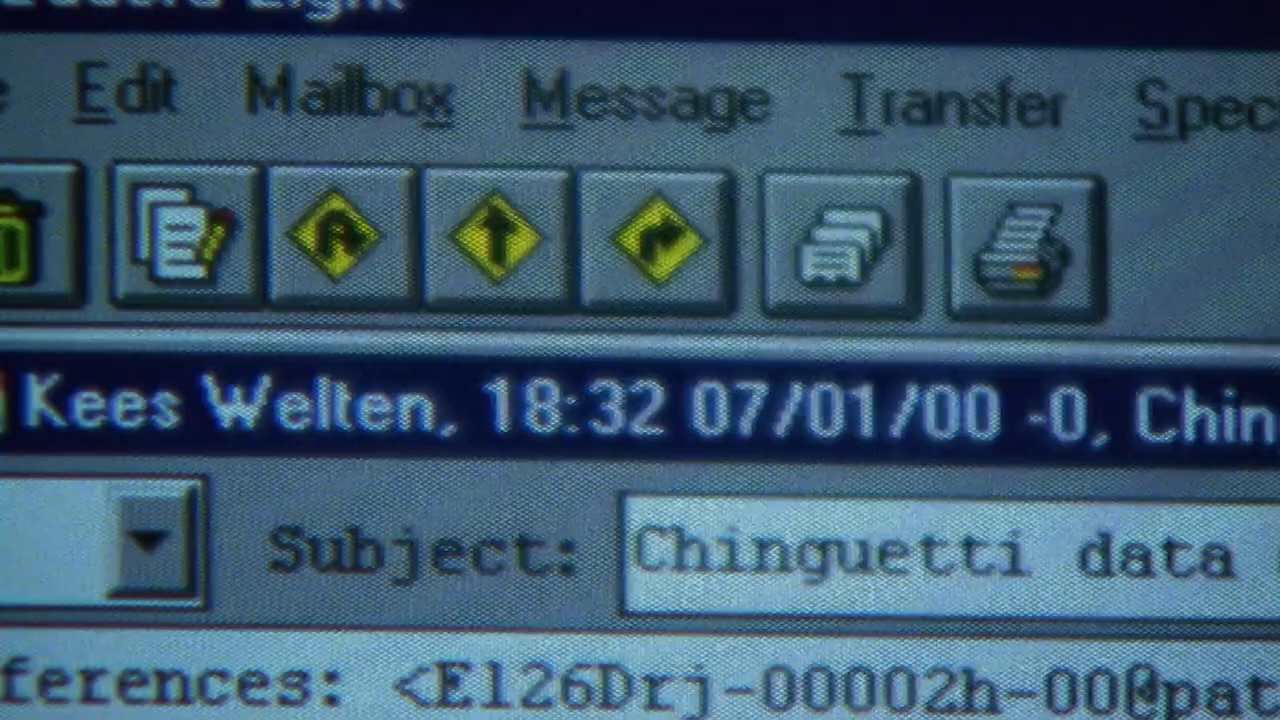 Edit Mailbox Message Transfer Spec
Kees Welten, 18:32 07/01/00 -0, Chin
Subject: Chinguetti data
ferences: <E126Drj-00002h-00@pat